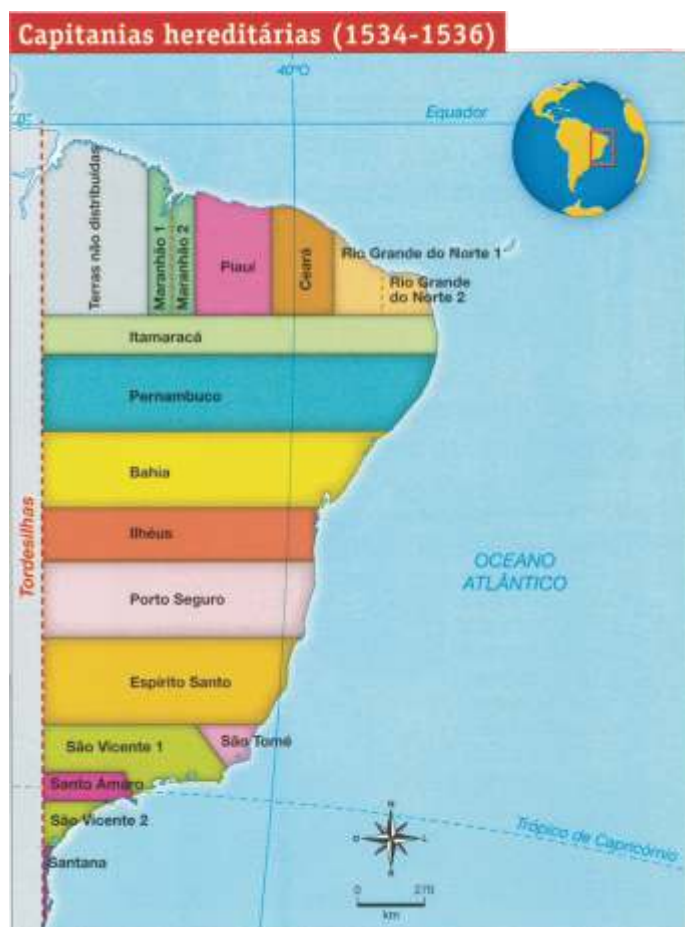 Capitanias hereditárias (1534-1536)
40ºO
Equador
0º
Terras não distribuídas
Maranhão 1
Maranhão 2
Piauí
Ceará
Rio Grande do Norte 1
Rio Grande
do Norte 2
Itamaracá
Pernambuco
Bahia
Ilhéus
Tordesilhas
OCEANO
ATLÂNTICO
Porto Seguro
Espírito Santo
São Vicente 1
São Tomé
Santo Amaro
São Vicente 2
Trópico de Capricórnio
Santana
N
O
L
S
0
270
km